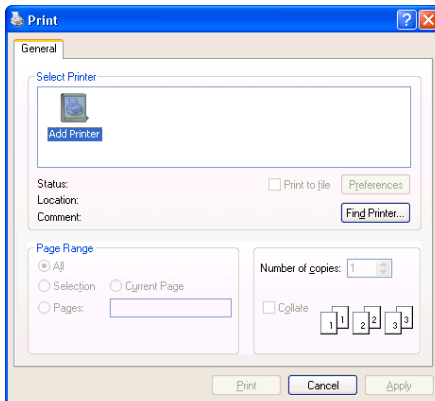 Print
General
Select Printer
Add Printer
Status:
Location:
Comment:
Print to file
Preferences
Find Printer...
Page Range
All
Selection Current Page
Pages:
Number of copies: 1
Collate
1 1 2 2 3 3
Print Cancel Apply